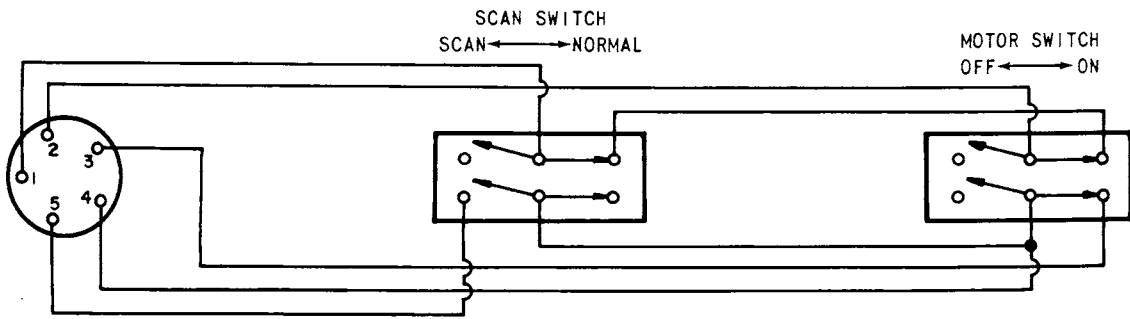 SCAN SWITCH
SCAN NORMAL
MOTOR SWITCH
OFF ON
2
3
1
5
4